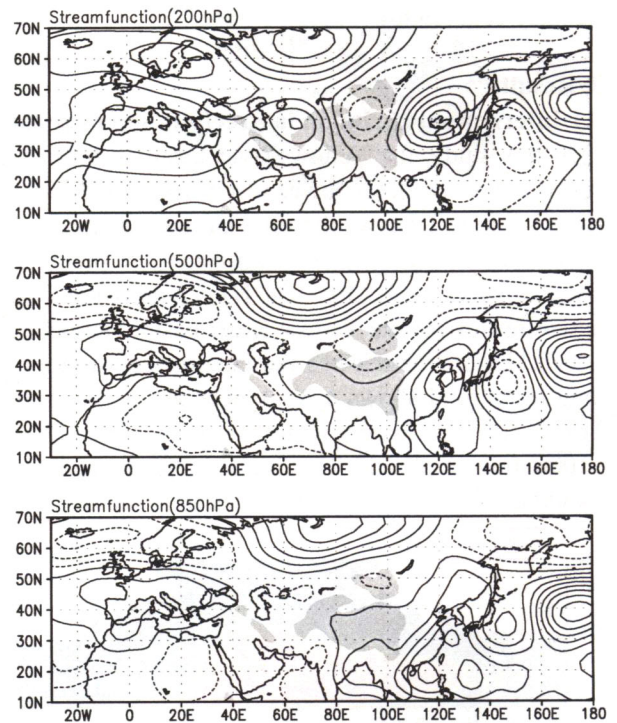 Streamfunction(200hPa)
70N
60N
50N
40N
30N
20N
10N
20W 0 20E 40E 60E 80E 100E 120E 140E 160E 180
Streamfunction(500hPa)
70N
60N
50N
40N
30N
20N
10N
20W 0 20E 40E 60E 80E 100E 120E 140E 160E 180
Streamfunction(850hPa)
70N
60N
50N
40N
30N
20N
10N
20W 0 20E 40E 60E 80E 100E 120E 140E 160E 180